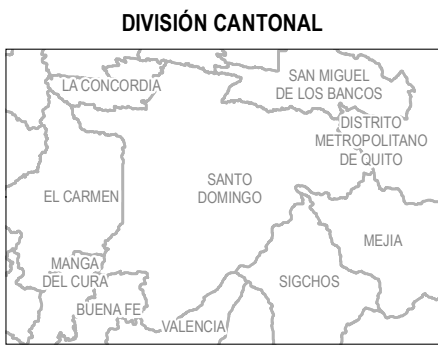 DIVISIÓN CANTONAL
LA CONCORDIA
SAN MIGUEL
DE LOS BANCOS
DISTRITO
METROPOLITANO
DE QUITO
EL CARMEN
SANTO
DOMINGO
MEJIA
MANGA
DEL CURA
SIGCHOS
BUENA FE
VALENCIA